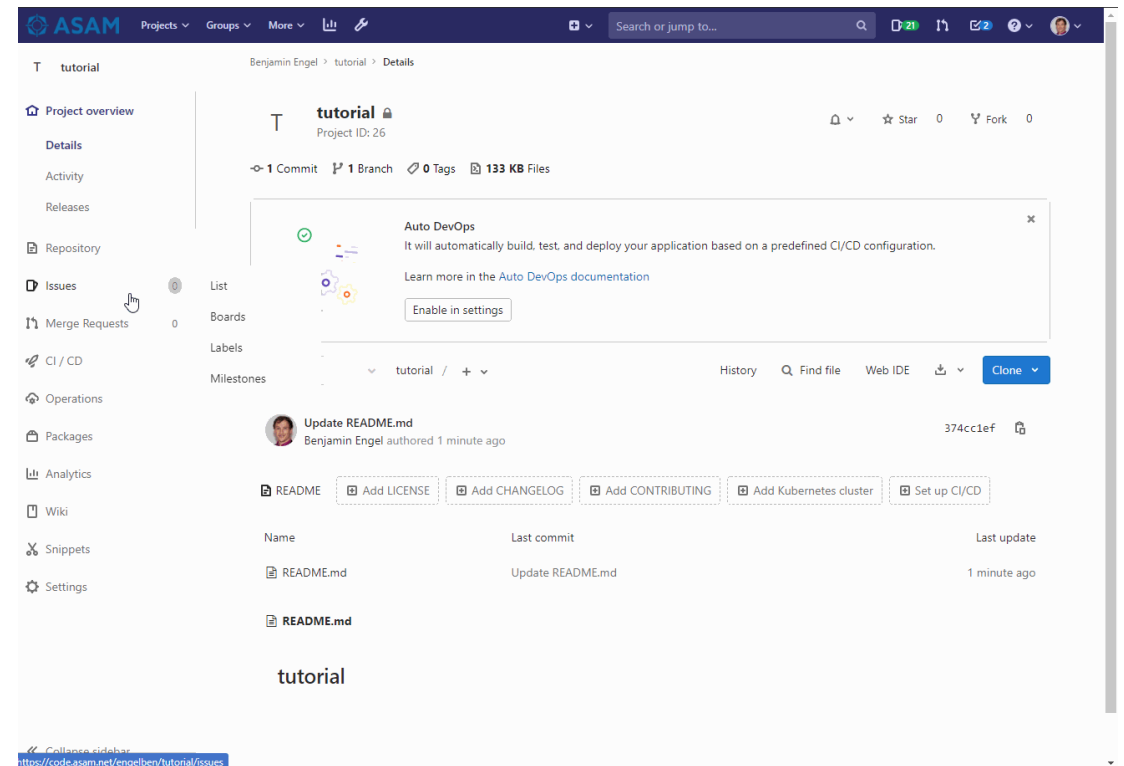 ASAM Projects Groups More Search or jump to... 21 2
T tutorial
Benjamin Engel > tutorial > Details
Project overview
Details
Activity
Releases
Repository
Issues 0
Merge Requests 0
CI / CD
Operations
Packages
Analytics
Wiki
Snippets
Settings
Collapse sidebar
https://code.asam.net/engelben/tutorial/issues
List
Boards
Labels
Milestones
T
tutorial
Project ID: 26
Star 0 Fork 0
1 Commit 1 Branch 0 Tags 133 KB Files
Auto DevOps
It will automatically build, test, and deploy your application based on a predefined CI/CD configuration.
Learn more in the Auto DevOps documentation
Enable in settings
tutorial / + History Find file Web IDE Clone
Update README.md
Benjamin Engel authored 1 minute ago
374cc1ef
README Add LICENSE Add CHANGELOG Add CONTRIBUTING Add Kubernetes cluster Set up CI/CD
Name Last commit Last update
README.md Update README.md 1 minute ago
README.md
tutorial